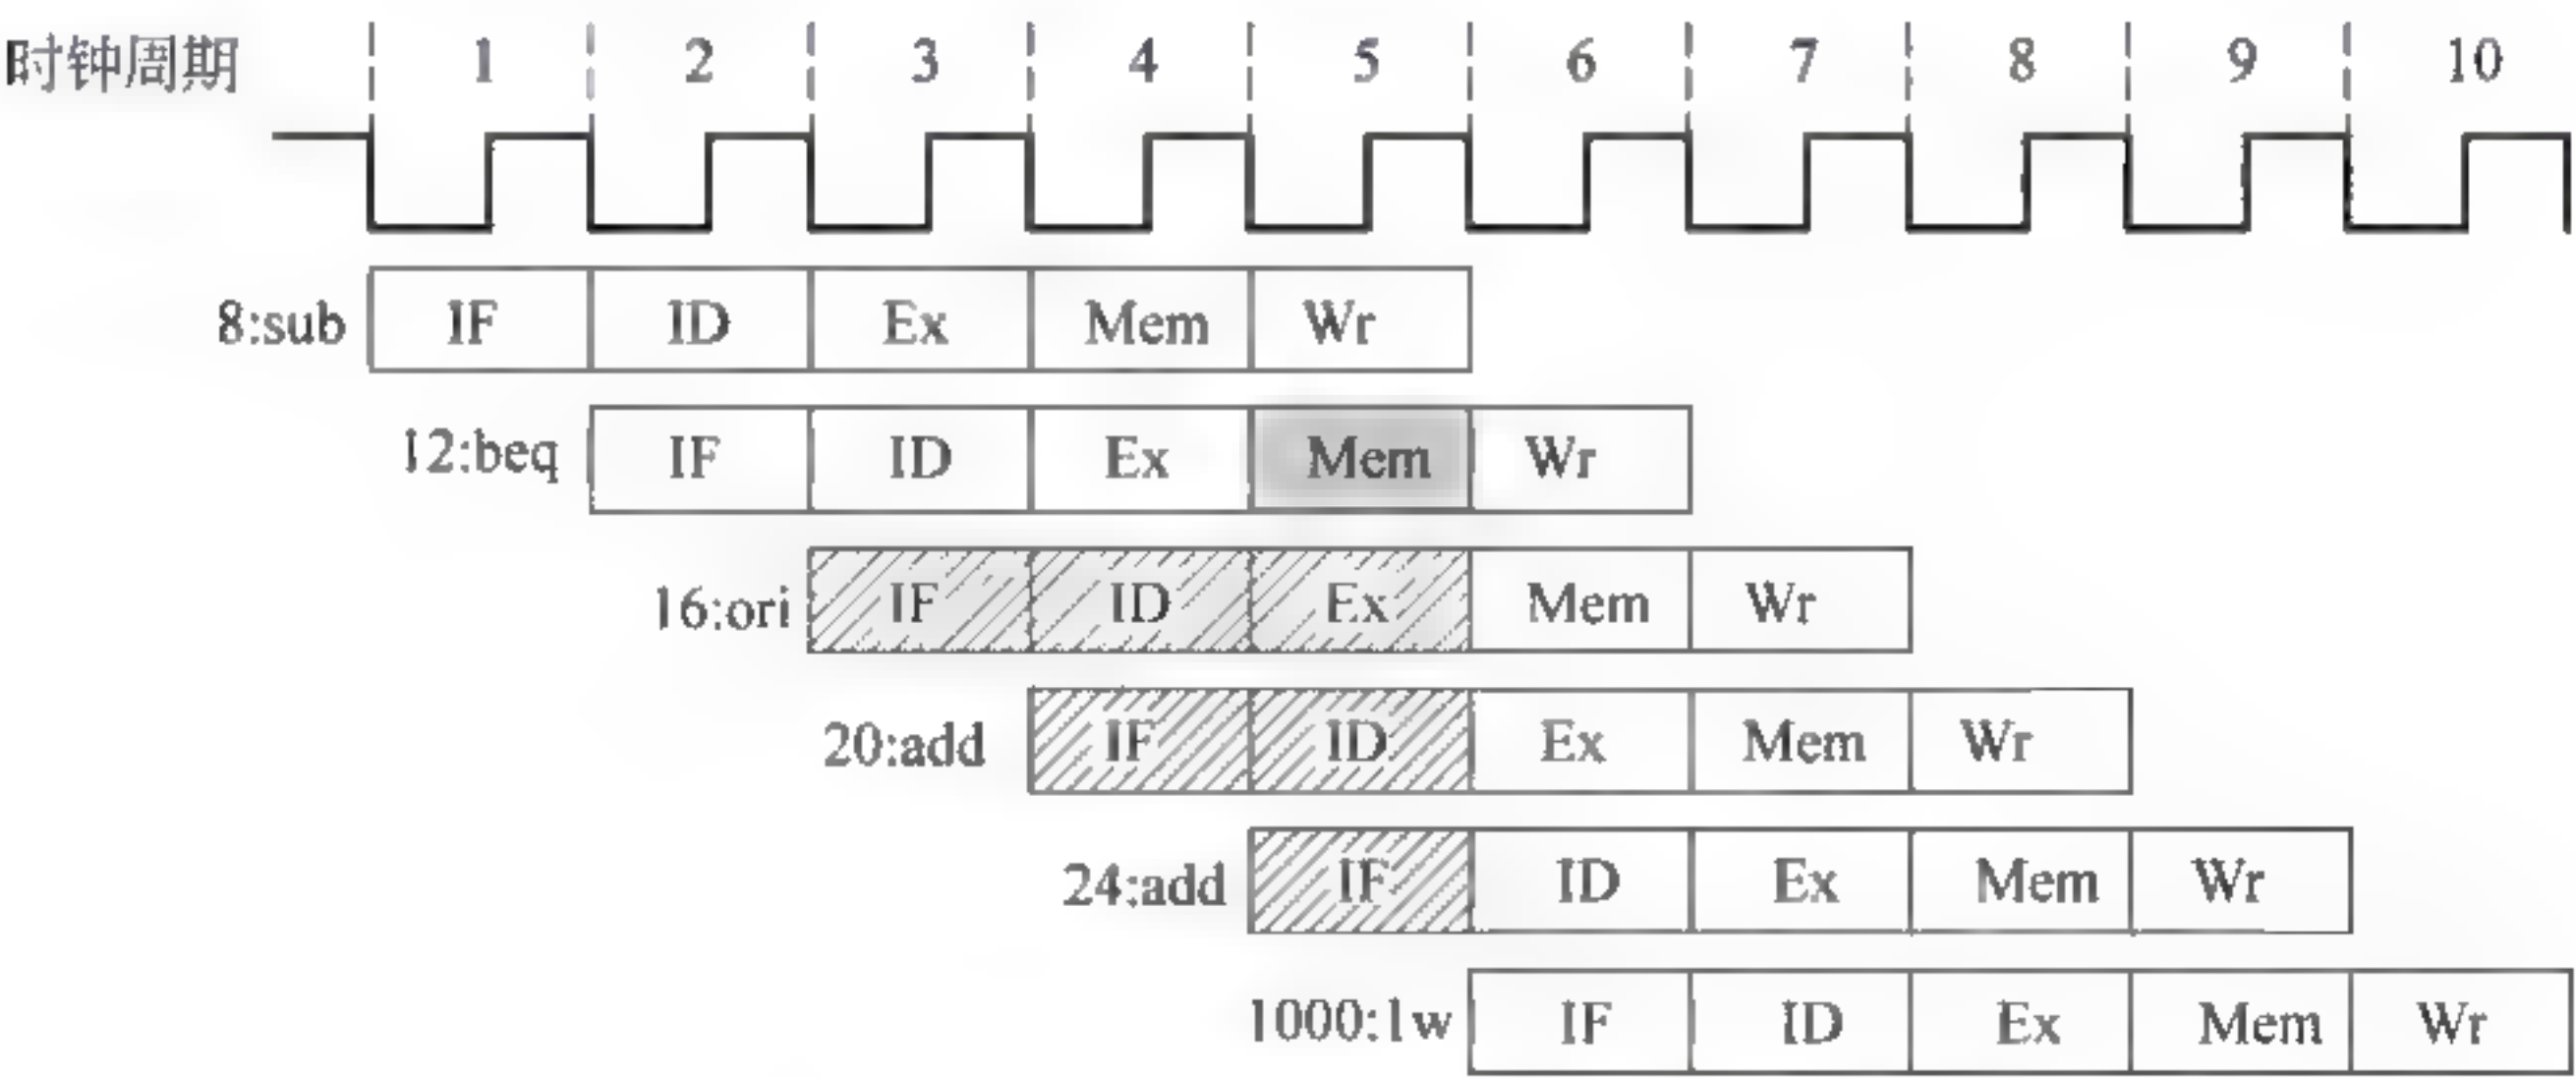 时钟周期 1 2 3 4 5 6 7 8 9 10
8:sub IF ID Ex Mem Wr
12:beq IF ID Ex Mem Wr
16:ori IF ID Ex Mem Wr
20:add IF ID Ex Mem Wr
24:add IF ID Ex Mem Wr
1000:lw IF ID Ex Mem Wr